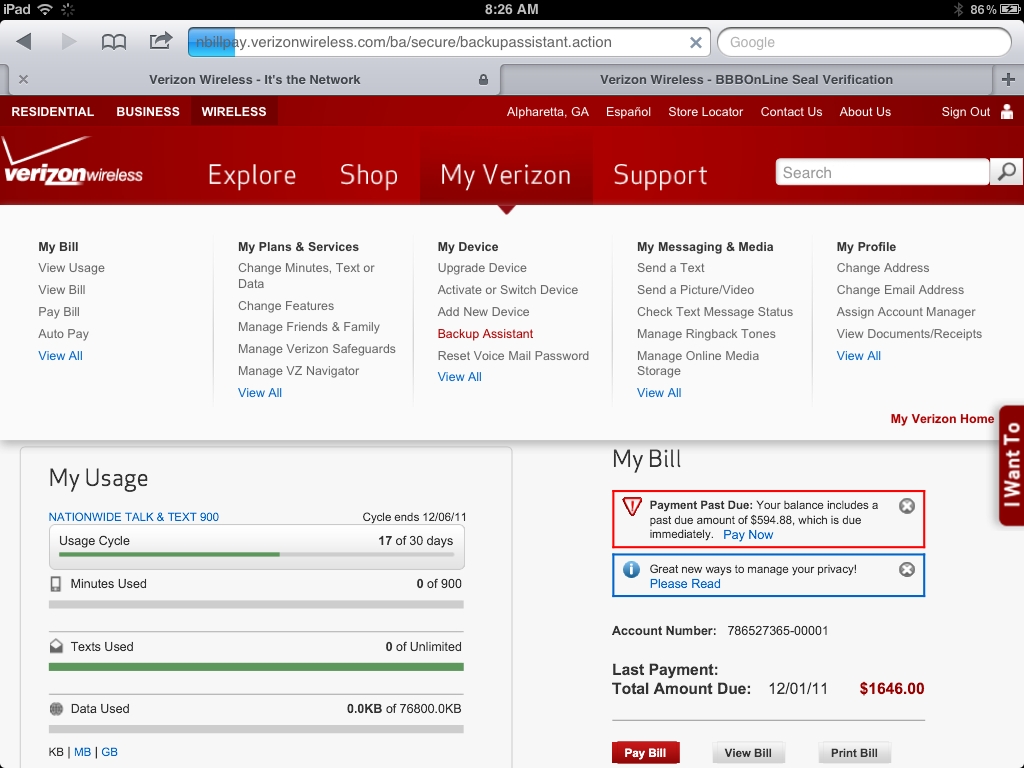 iPad 8:26 AM 86%
nbillpay.verizonwireless.com/ba/secure/backupassistant.action Google
Verizon Wireless - It's the Network Verizon Wireless - BBBOnLine Seal Verification
RESIDENTIAL BUSINESS WIRELESS Alpharetta, GA Español Store Locator Contact Us About Us Sign Out
verizonwireless Explore Shop My Verizon Support Search
My Bill
View Usage
View Bill
Pay Bill
Auto Pay
View All
My Plans & Services
Change Minutes, Text or
Data
Change Features
Manage Friends & Family
Manage Verizon Safeguards
Manage VZ Navigator
View All
My Device
Upgrade Device
Activate or Switch Device
Add New Device
Backup Assistant
Reset Voice Mail Password
View All
My Messaging & Media
Send a Text
Send a Picture/Video
Check Text Message Status
Manage Ringback Tones
Manage Online Media
Storage
View All
My Profile
Change Address
Change Email Address
Assign Account Manager
View Documents/Receipts
View All
My Verizon Home
I Want To
My Usage
NATIONWIDE TALK & TEXT 900 Cycle ends 12/06/11
Usage Cycle 17 of 30 days
Minutes Used 0 of 900
Texts Used 0 of Unlimited
Data Used 0.0KB of 76800.0KB
KB | MB | GB
My Bill
Payment Past Due: Your balance includes a
past due amount of $594.88, which is due
immediately. Pay Now
Great new ways to manage your privacy!
Please Read
Account Number: 786527365-00001
Last Payment:
Total Amount Due: 12/01/11 $1646.00
Pay Bill View Bill Print Bill